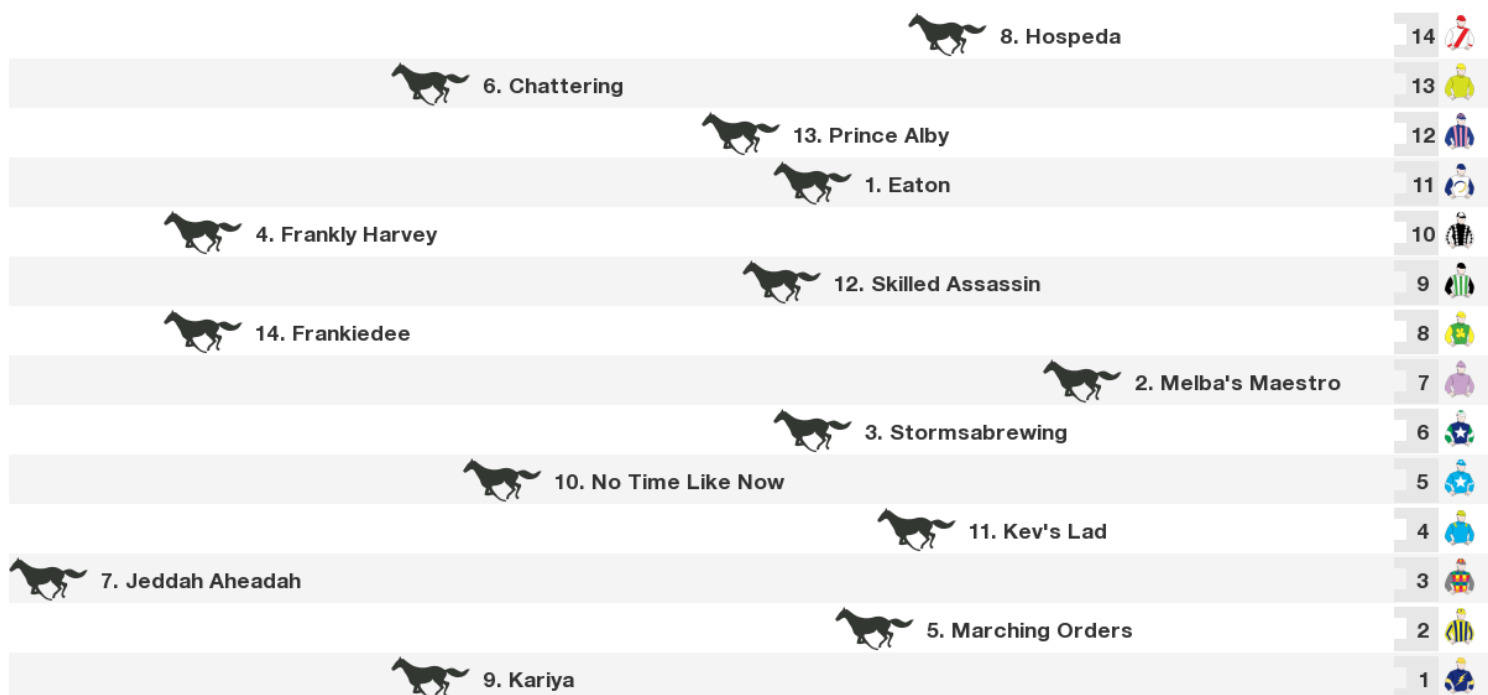 8. Hospeda 14
6. Chattering 13
13. Prince Alby 12
1. Eaton 11
4. Frankly Harvey 10
12. Skilled Assassin 9
14. Frankiedee 8
2. Melba's Maestro 7
3. Stormsabrewing 6
10. No Time Like Now 5
11. Kev's Lad 4
7. Jeddah Aheadah 3
5. Marching Orders 2
9. Kariya 1